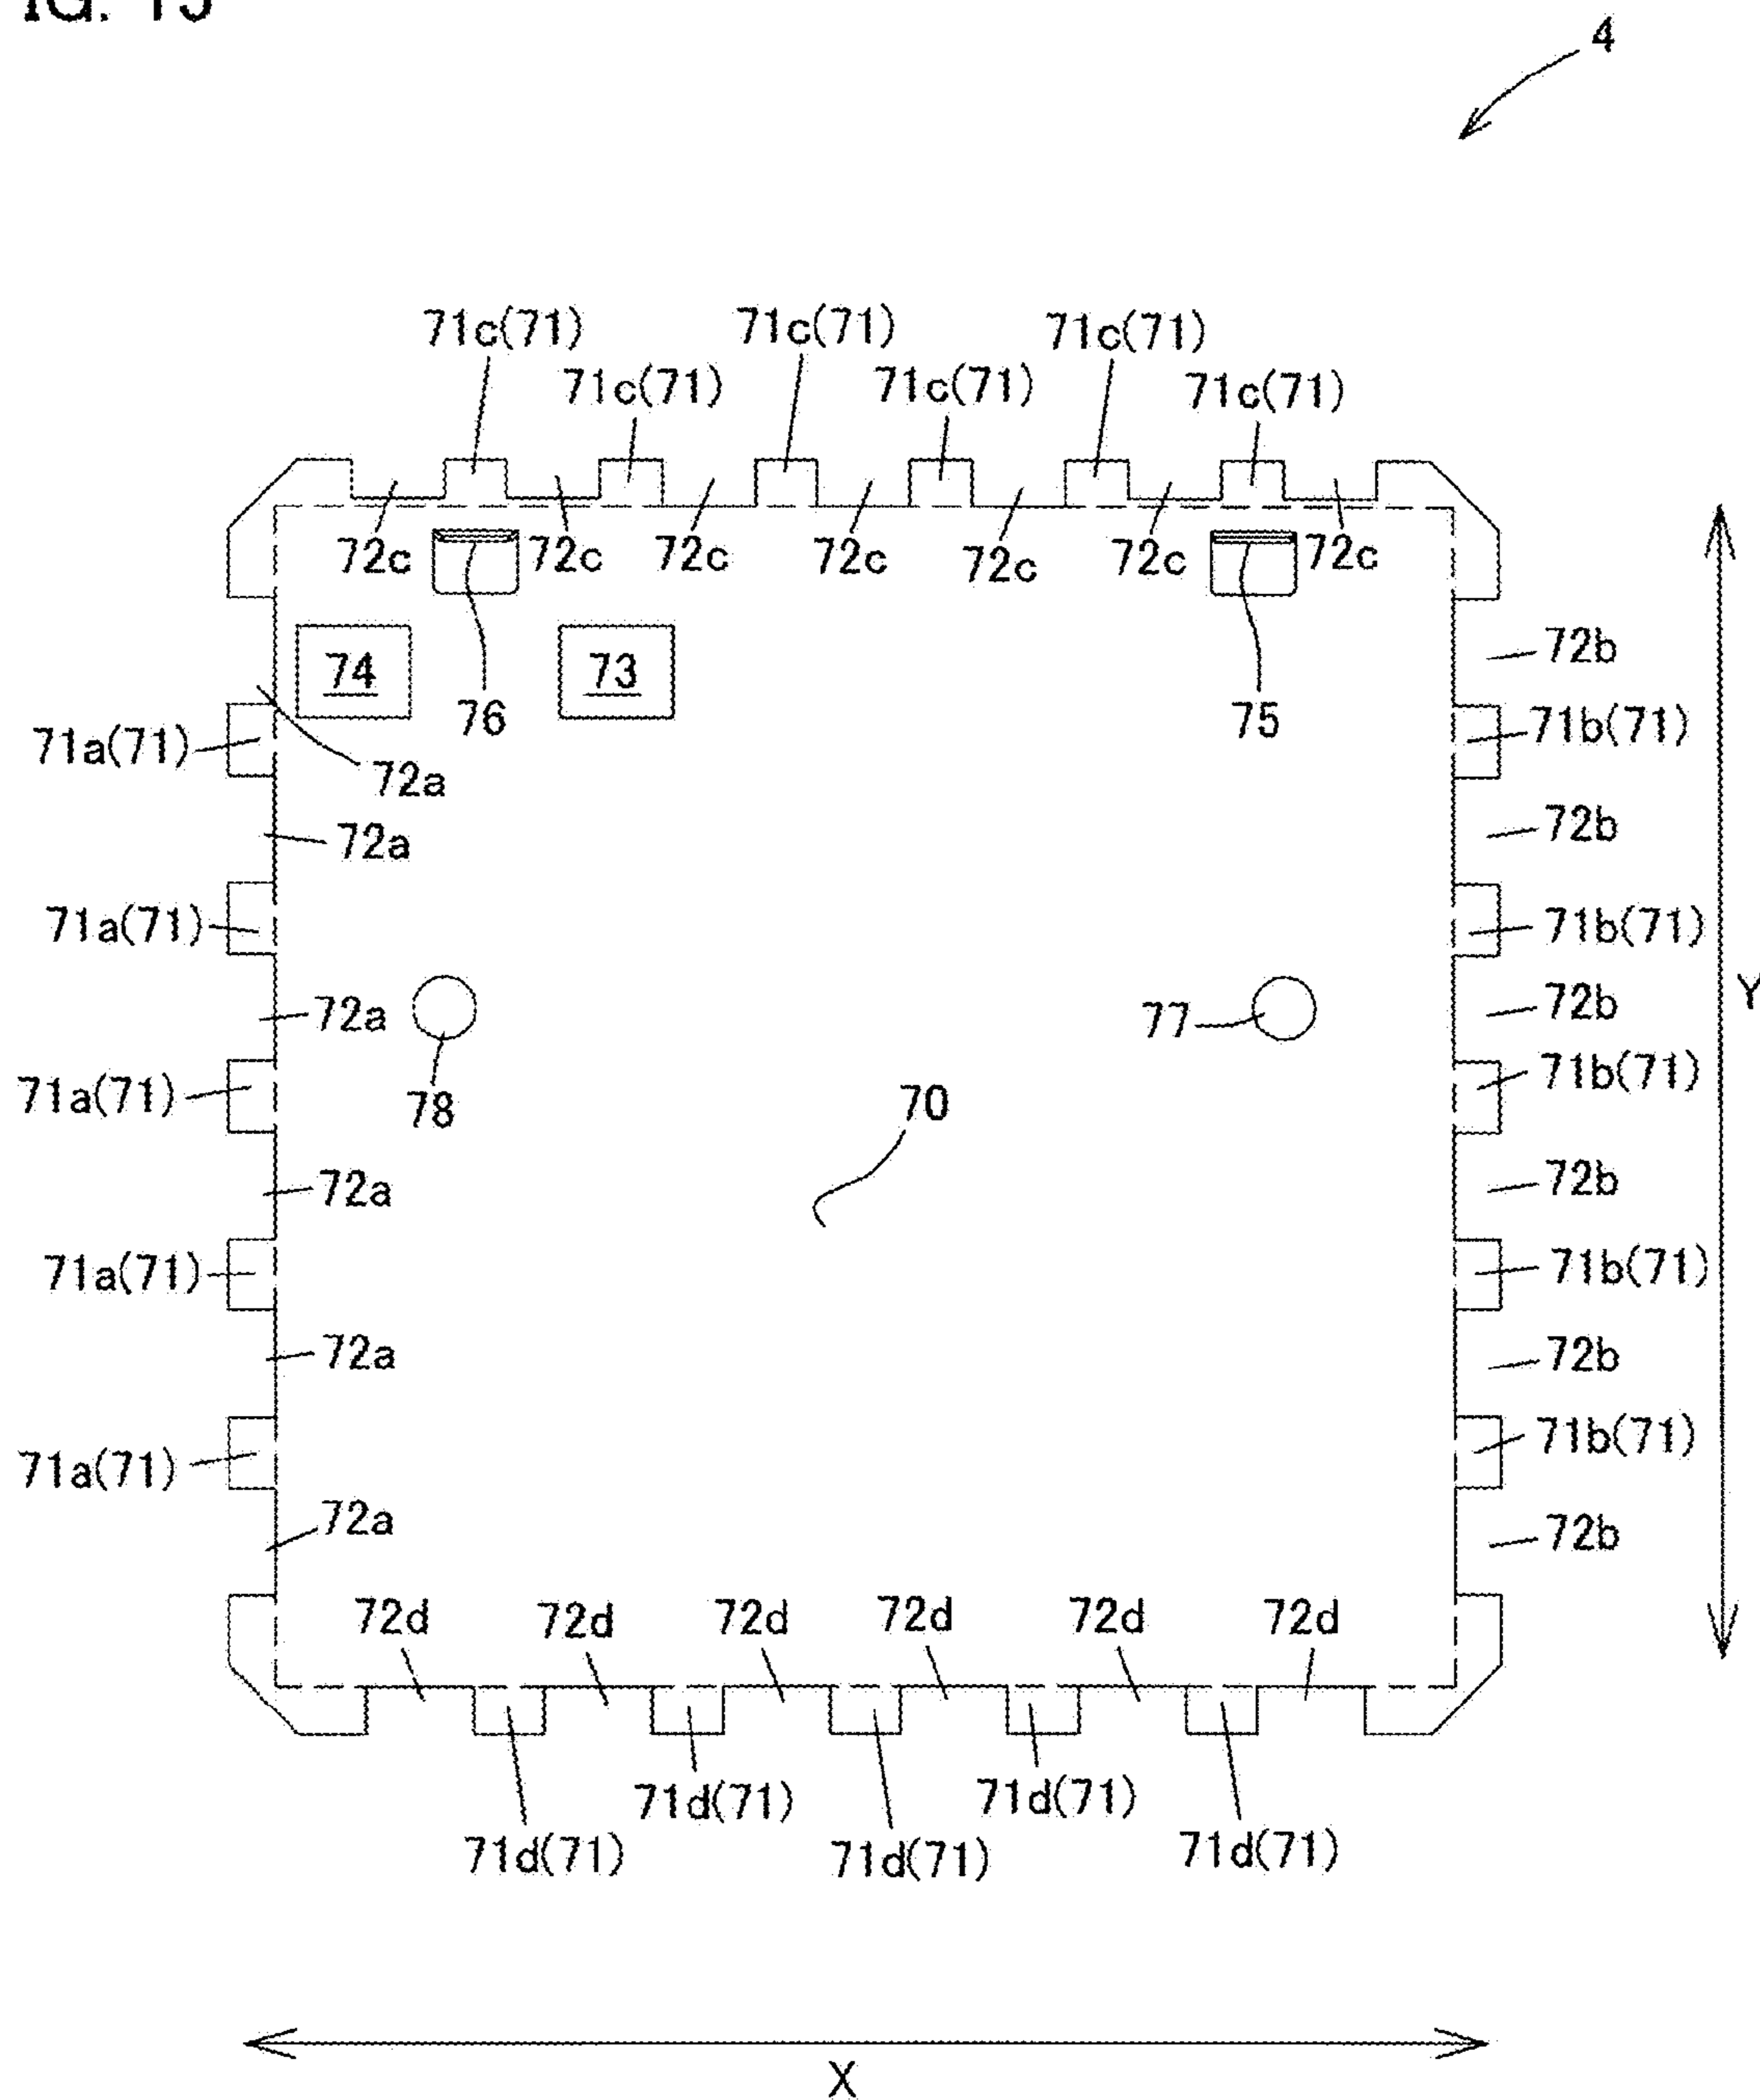 IG. 15
4
71c(71) 71c(71) 71c(71)
71c(71) 71c(71) 71c(71)
72c 72c 72c 72c 72c 72c 72c
74 73
72b
76 75
71a(71) 71b(71)
72a
72a 72b
71a(71) 71b(71)
72a 77 72b Y
78
71a(71) 70 71b(71)
72a 72b
71a(71) 71b(71)
72a 72b
71a(71) 71b(71)
72a 72b
72d 72d 72d 72d 72d 72d
71d(71) 71d(71)
71d(71) 71d(71) 71d(71)
X